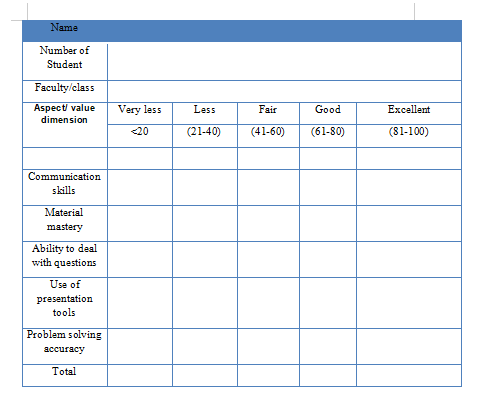 Name
Number of
Student
Faculty/class
Aspect/ value
dimension
Very less
Less
Fair
Good
Excellent
<20
(21-40)
(41-60)
(61-80)
(81-100)
Communication
skills
Material
mastery
Ability to deal
with questions
Use of
presentation
tools
Problem solving
accuracy
Total